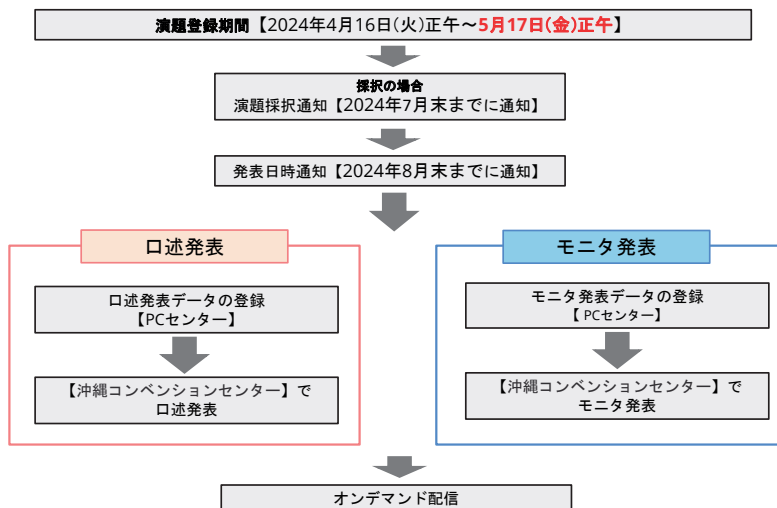 演題登録期間【2024年4月16日(火)正午～5月17日(金)正午】
採択の場合
演題採択通知【2024年7月末までに通知】
発表日時通知【2024年8月末までに通知】
口述発表
口述発表データの登録
【PCセンター】
【沖縄コンベンションセンター】で
口述発表
モニタ発表
モニタ発表データの登録
【 PCセンター】
【沖縄コンベンションセンター】で
モニタ発表
オンデマンド配信